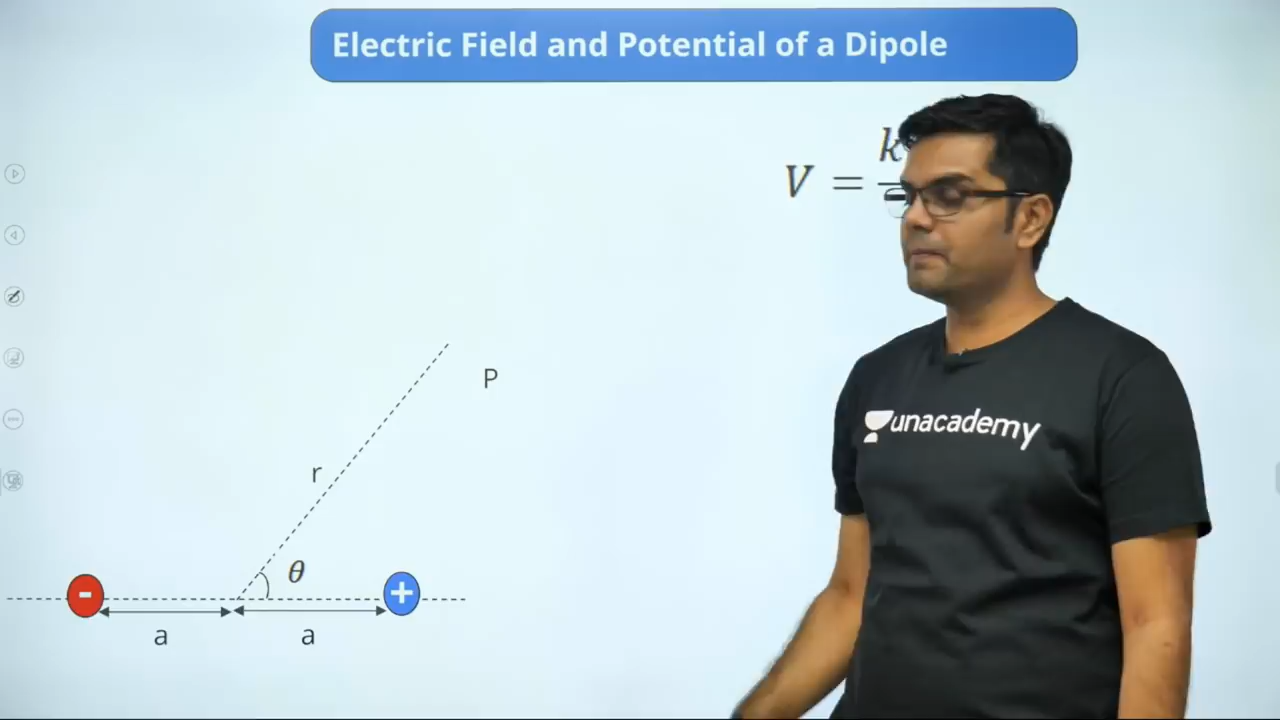 Electric Field and Potential of a Dipole
V = k
P
r
θ
- +
a a
unacademy